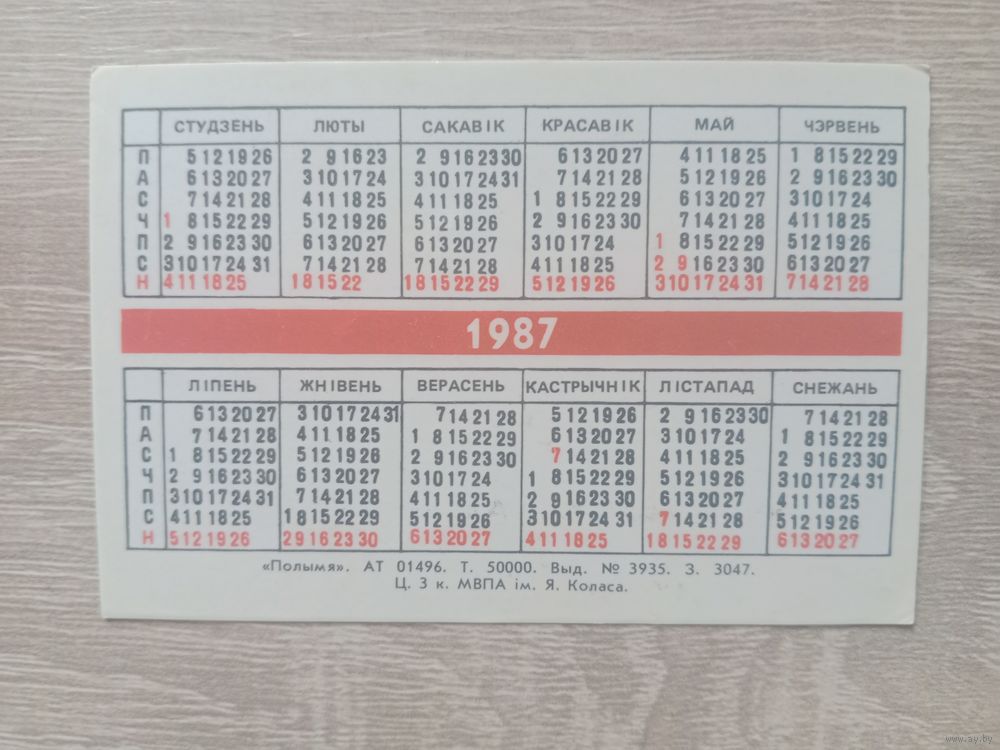 СТУДЗЕНЬ ЛЮТЫ САКАВІК КРАСАВІК МАЙ ЧЭРВЕНЬ
П 5 12 19 26 2 9 16 23 2 9 16 23 30 6 13 20 27 4 11 18 25 1 8 15 22 29
А 6 13 20 27 3 10 17 24 3 10 17 24 31 7 14 21 28 5 12 19 26 2 9 16 23 30
С 7 14 21 28 4 11 18 25 4 11 18 25 1 8 15 22 29 6 13 20 27 3 10 17 24
Ч 1 8 15 22 29 5 12 19 26 5 12 19 26 2 9 16 23 30 7 14 21 28 4 11 18 25
П 2 9 16 23 30 6 13 20 27 6 13 20 27 3 10 17 24 1 8 15 22 29 5 12 19 26
С 3 10 17 24 31 7 14 21 28 7 14 21 28 4 11 18 25 2 9 16 23 30 6 13 20 27
Н 4 11 18 25 1 8 15 22 1 8 15 22 29 5 12 19 26 3 10 17 24 31 7 14 21 28
1987
ЛІПЕНЬ ЖНІВЕНЬ ВЕРАСЕНЬ КАСТРЫЧНІК ЛІСТАПАД СНЕЖАНЬ
П 6 13 20 27 3 10 17 24 31 7 14 21 28 5 12 19 26 2 9 16 23 30 7 14 21 28
А 7 14 21 28 4 11 18 25 1 8 15 22 29 6 13 20 27 3 10 17 24 1 8 15 22 29
С 1 8 15 22 29 5 12 19 26 2 9 16 23 30 7 14 21 28 4 11 18 25 2 9 16 23 30
Ч 2 9 16 23 30 6 13 20 27 3 10 17 24 1 8 15 22 29 5 12 19 26 3 10 17 24 31
П 3 10 17 24 31 7 14 21 28 4 11 18 25 2 9 16 23 30 6 13 20 27 4 11 18 25
С 4 11 18 25 1 8 15 22 29 5 12 19 26 3 10 17 24 31 7 14 21 28 5 12 19 26
Н 5 12 19 26 2 9 16 23 30 6 13 20 27 4 11 18 25 1 8 15 22 29 6 13 20 27
«Полымя». АТ 01496. Т. 50000. Выд. № 3935. З. 3047.
Ц. 3 к. МВПА ім. Я. Коласа.
www.ay.by